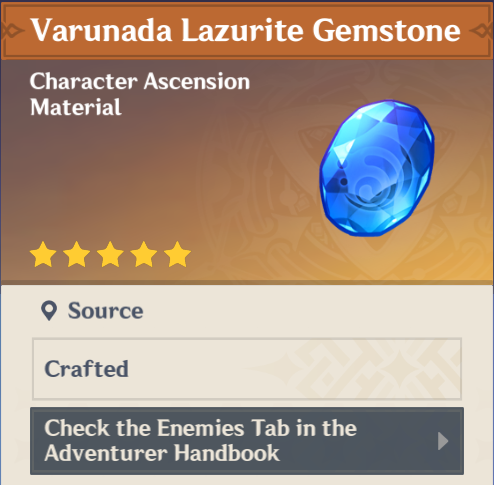 Varunada Lazurite Gemstone
Character Ascension
Material
Source
Crafted
Check the Enemies Tab in the
Adventurer Handbook